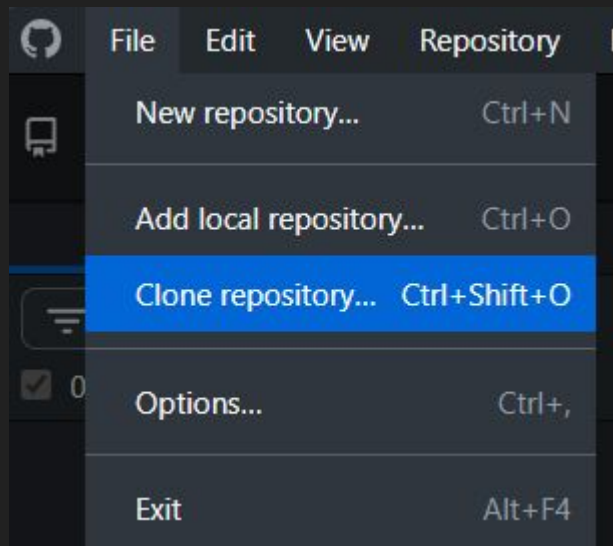 File Edit View Repository
New repository... Ctrl+N
Add local repository... Ctrl+O
Clone repository... Ctrl+Shift+O
0
Options... Ctrl+,
Exit Alt+F4